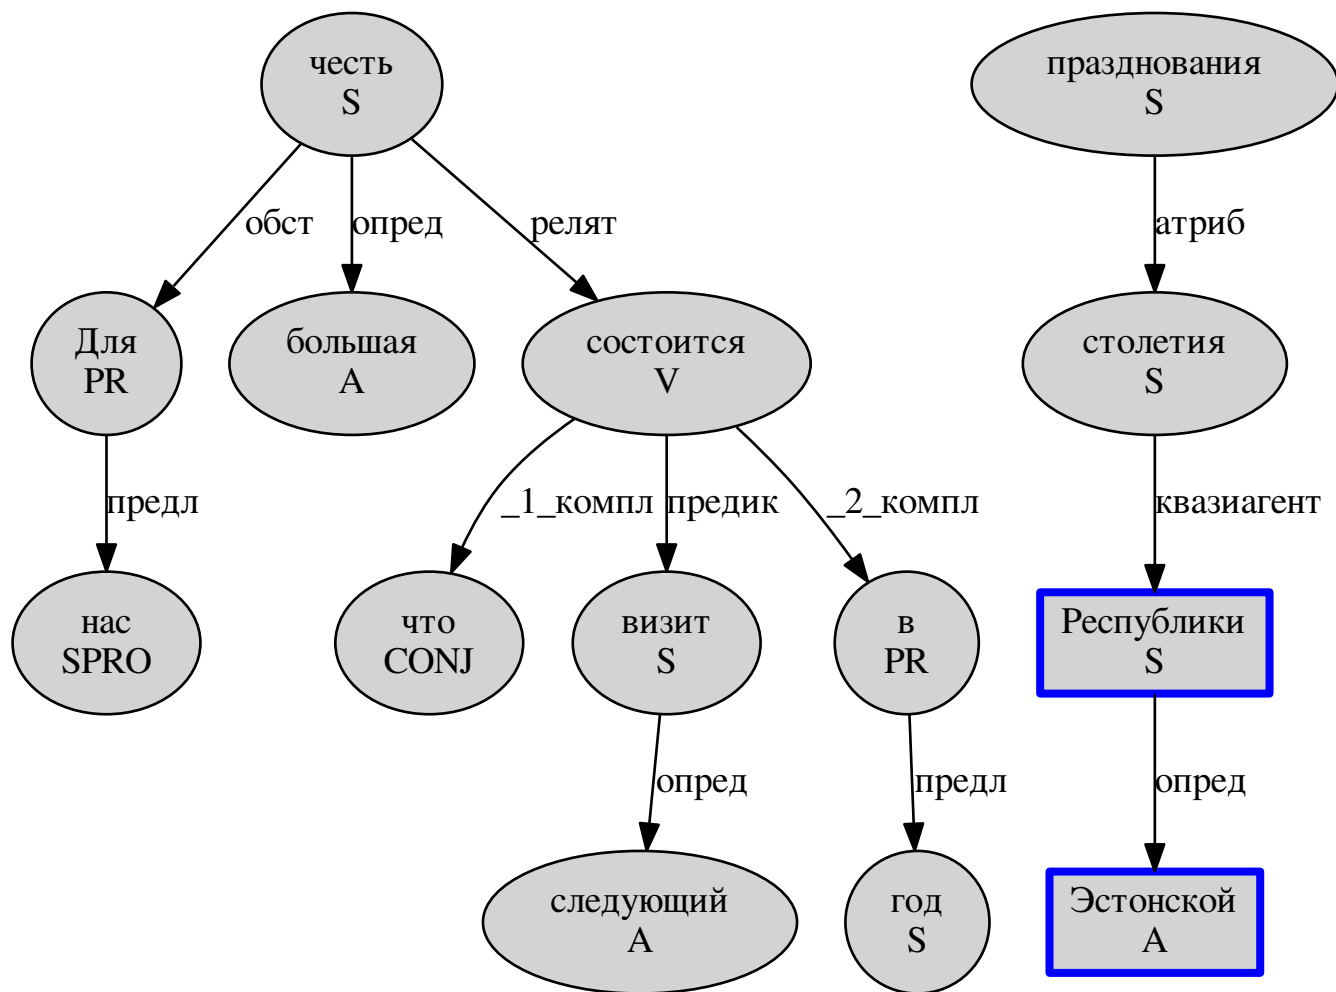 честь
S
празднования
S
обст
опред
релят
атриб
Для
PR
большая
A
состоится
V
столетия
S
предл
_1_компл
предик
_2_компл
квазиагент
нас
SPRO
что
CONJ
визит
S
в
PR
Республики
S
опред
предл
опред
следующий
A
год
S
Эстонской
A